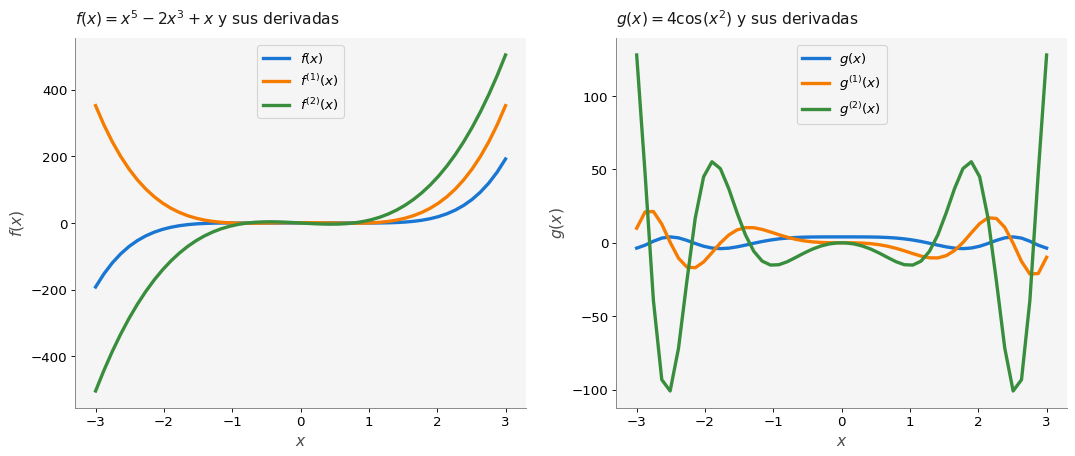 f(x) = x⁵ − 2x³ + x y sus derivadas
f(x)
f⁽¹⁾(x)
f⁽²⁾(x)
400
200
0
−200
−400
f(x)
−3 −2 −1 0 1 2 3
x
g(x) = 4cos(x²) y sus derivadas
g(x)
g⁽¹⁾(x)
g⁽²⁾(x)
100
50
0
−50
−100
g(x)
−3 −2 −1 0 1 2 3
x